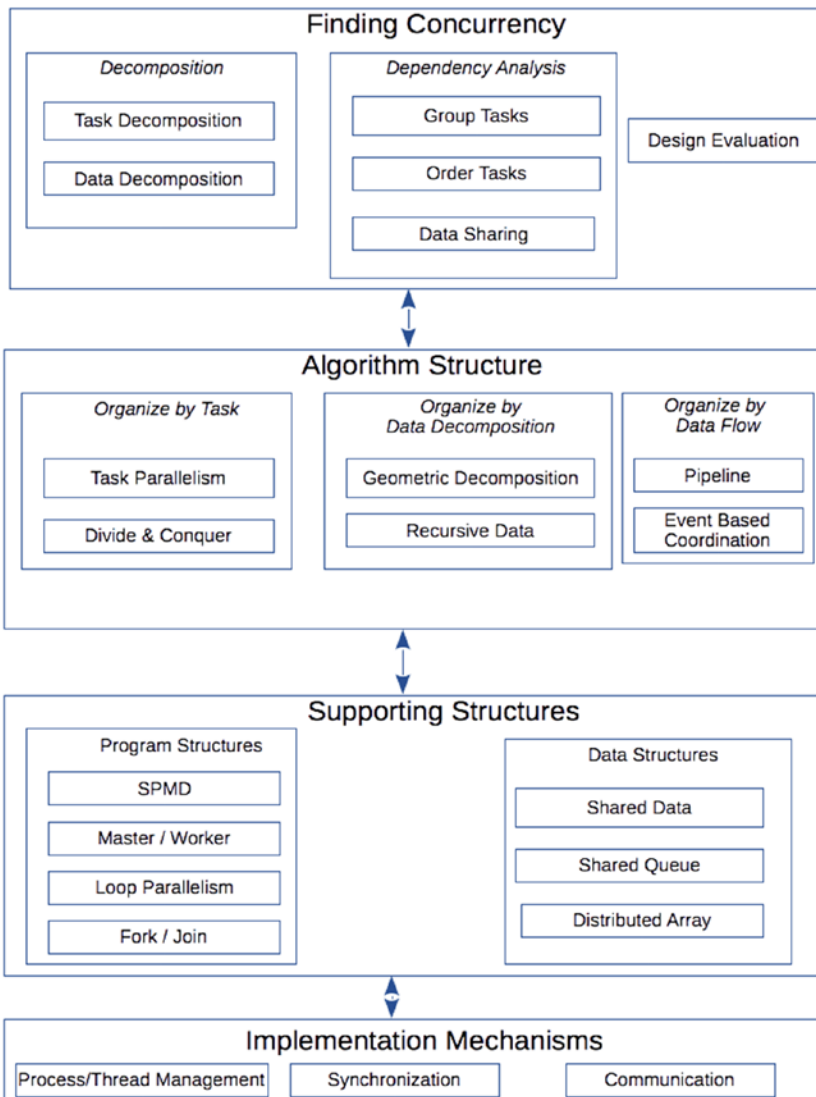 Finding Concurrency
Decomposition
Task Decomposition
Data Decomposition
Dependency Analysis
Group Tasks
Order Tasks
Data Sharing
Design Evaluation
Algorithm Structure
Organize by Task
Task Parallelism
Divide & Conquer
Organize by
Data Decomposition
Geometric Decomposition
Recursive Data
Organize by
Data Flow
Pipeline
Event Based
Coordination
Supporting Structures
Program Structures
SPMD
Master / Worker
Loop Parallelism
Fork / Join
Data Structures
Shared Data
Shared Queue
Distributed Array
Implementation Mechanisms
Process/Thread Management
Synchronization
Communication